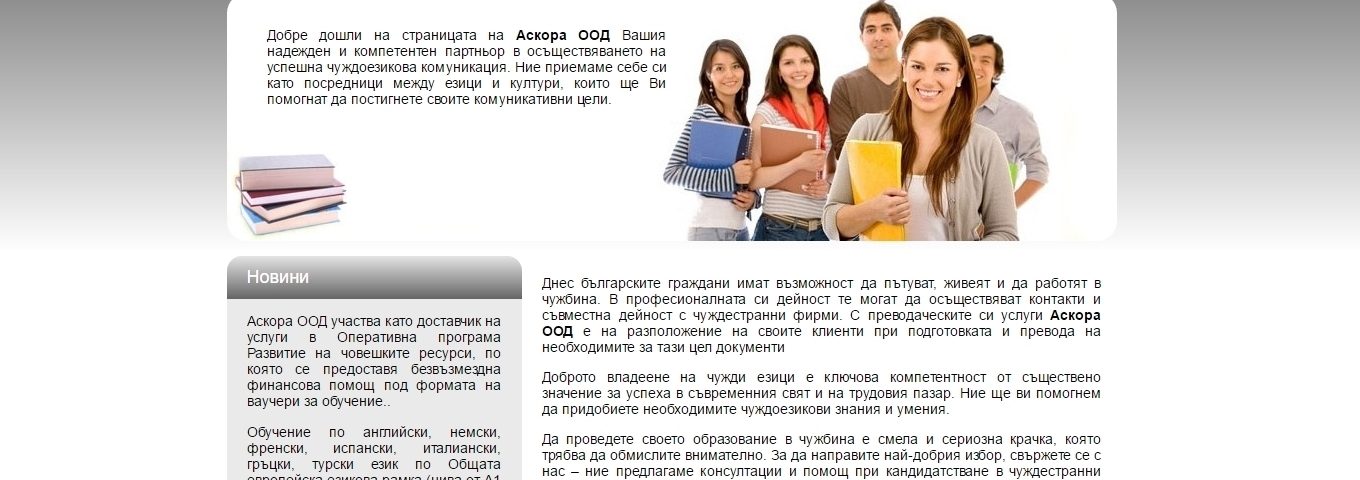 Добре дошли на страницата на Аскора ООД Вашия
надежден и компетентен партньор в осъществяването на
успешна чуждоезикова комуникация. Ние приемаме себе си
като посредници между езици и култури, които ще Ви
помогнат да постигнете своите комуникативни цели.
Новини
Аскора ООД участва като доставчик на
услуги в Оперативна програма
Развитие на човешките ресурси, по
която се предоставя безвъзмездна
финансова помощ под формата на
ваучери за обучение..
Обучение по английски, немски,
френски, испански, италиански,
гръцки, турски език по Общата
европейска езикова рамка (нива от А1
Днес българските граждани имат възможност да пътуват, живеят и да работят в
чужбина. В професионалната си дейност те могат да осъществяват контакти и
съвместна дейност с чуждестранни фирми. С преводаческите си услуги Аскора
ООД е на разположение на своите клиенти при подготовката и превода на
необходимите за тази цел документи
Доброто владеене на чужди езици е ключова компетентност от съществено
значение за успеха в съвременния свят и на трудовия пазар. Ние ще ви помогнем
да придобиете необходимите чуждоезикови знания и умения.
Да проведете своето образование в чужбина е смела и сериозна крачка, която
трябва да обмислите внимателно. За да направите най-добрия избор, свържете се с
нас – ние предлагаме консултации и помощ при кандидатстване в чуждестранни